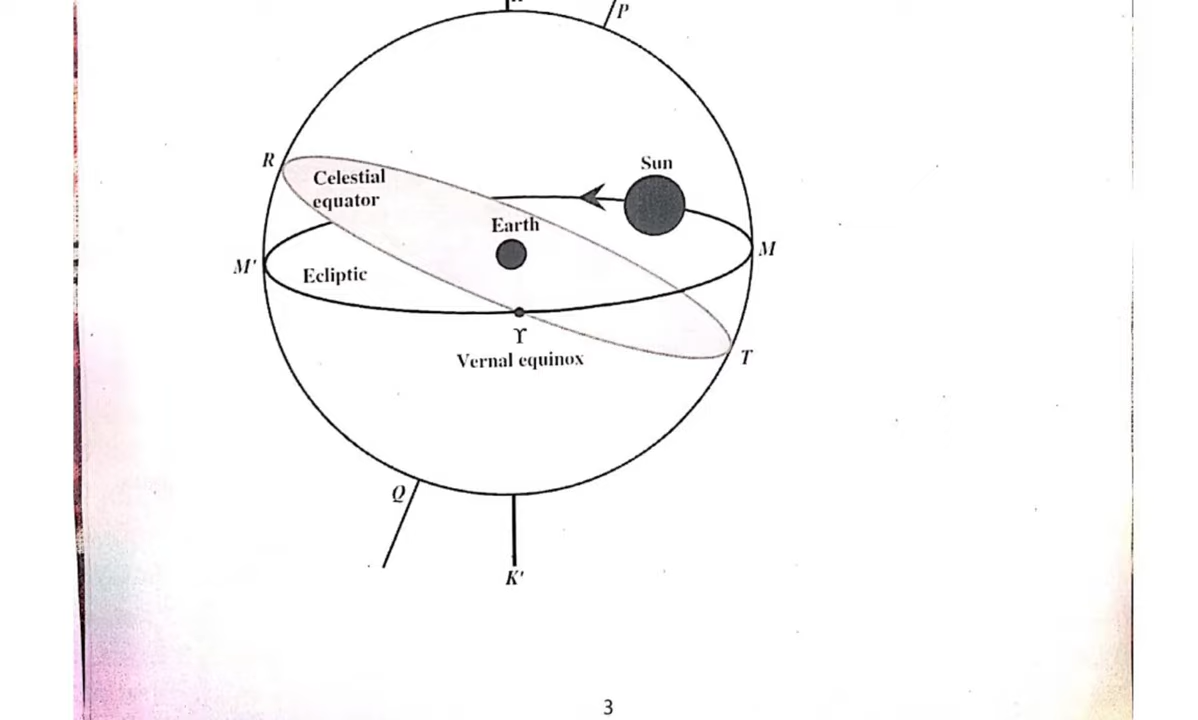 P
R
Sun
Celestial
equator
Earth
M
M'
Ecliptic
ϒ
Vernal equinox
T
Q
K'
3